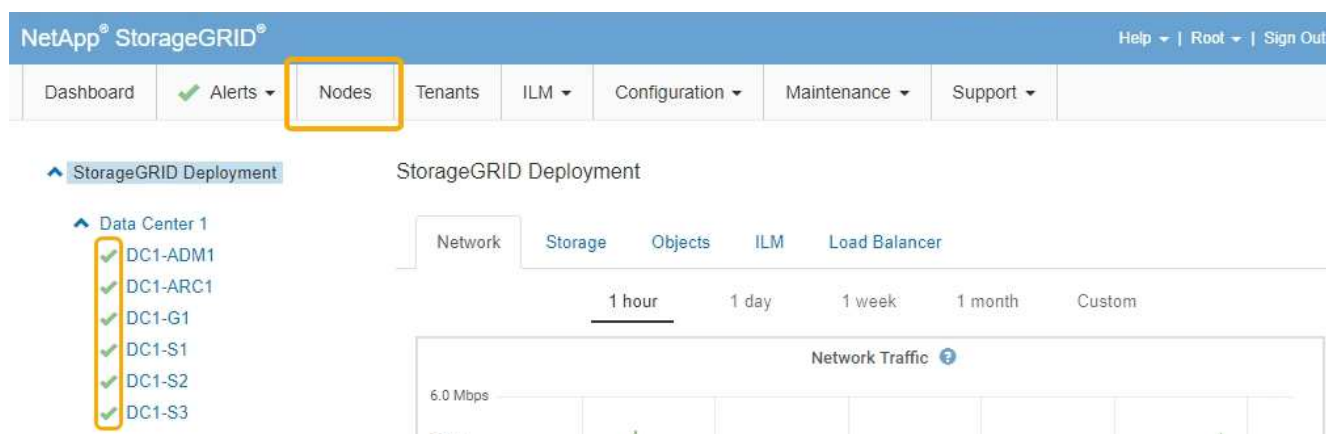 NetApp® StorageGRID®
Help | Root | Sign Out
Dashboard Alerts Nodes Tenants ILM Configuration Maintenance Support
StorageGRID Deployment
StorageGRID Deployment
Data Center 1
DC1-ADM1
DC1-ARC1
DC1-G1
DC1-S1
DC1-S2
DC1-S3
Network Storage Objects ILM Load Balancer
1 hour 1 day 1 week 1 month Custom
Network Traffic ?
6.0 Mbps